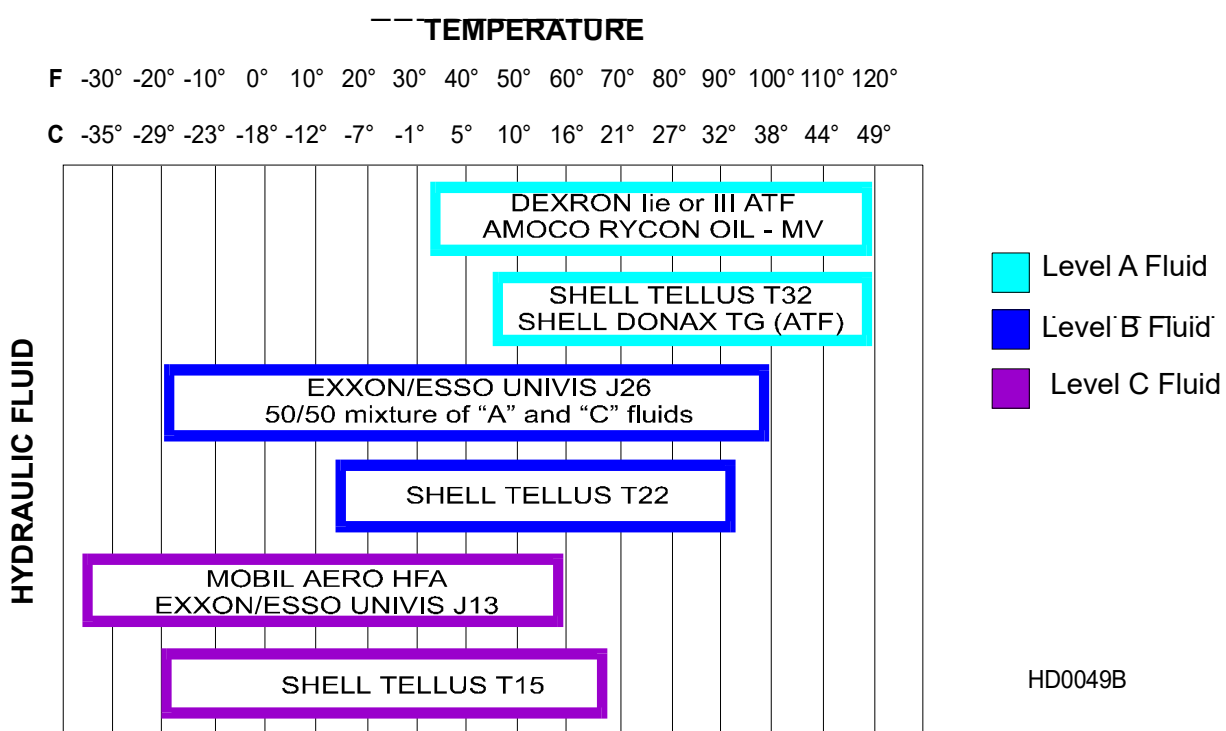 TEMPERATURE
F -30° -20° -10° 0° 10° 20° 30° 40° 50° 60° 70° 80° 90° 100° 110° 120°
C -35° -29° -23° -18° -12° -7° -1° 5° 10° 16° 21° 27° 32° 38° 44° 49°
HYDRAULIC FLUID
DEXRON Iie or III ATF
AMOCO RYCON OIL - MV
SHELL TELLUS T32
SHELL DONAX TG (ATF)
EXXON/ESSO UNIVIS J26
50/50 mixture of “A” and “C” fluids
SHELL TELLUS T22
MOBIL AERO HFA
EXXON/ESSO UNIVIS J13
SHELL TELLUS T15
Level A Fluid
Level B Fluid
Level C Fluid
HD0049B